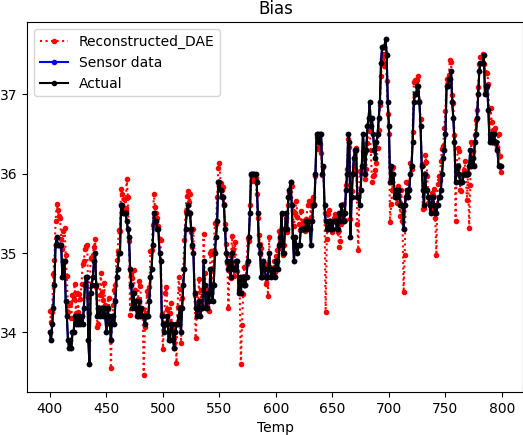 Bias
Reconstructed_DAE
Sensor data
Actual
37
36
35
34
400 450 500 550 600 650 700 750 800
Temp